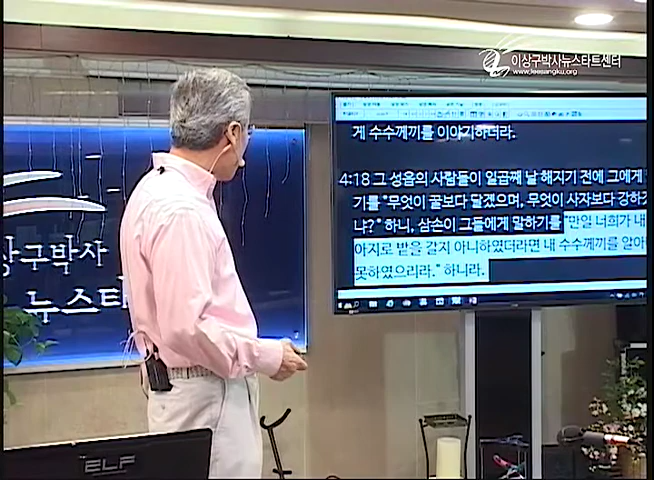 이상구박사뉴스타트센터
www.leesangku.org
게 수수께끼를 이야기하더라.
4:18 그 성읍의 사람들이 일곱째 날 해지기 전에 그에게
기를 "무엇이 꿀보다 달겠으며, 무엇이 사자보다 강하
냐?" 하니, 삼손이 그들에게 말하기를 "만일 너희가 내
아지로 밭을 갈지 아니하였더라면 내 수수께끼를 알아
못하였으리라." 하니라.
상구박사
뉴스타
ELF